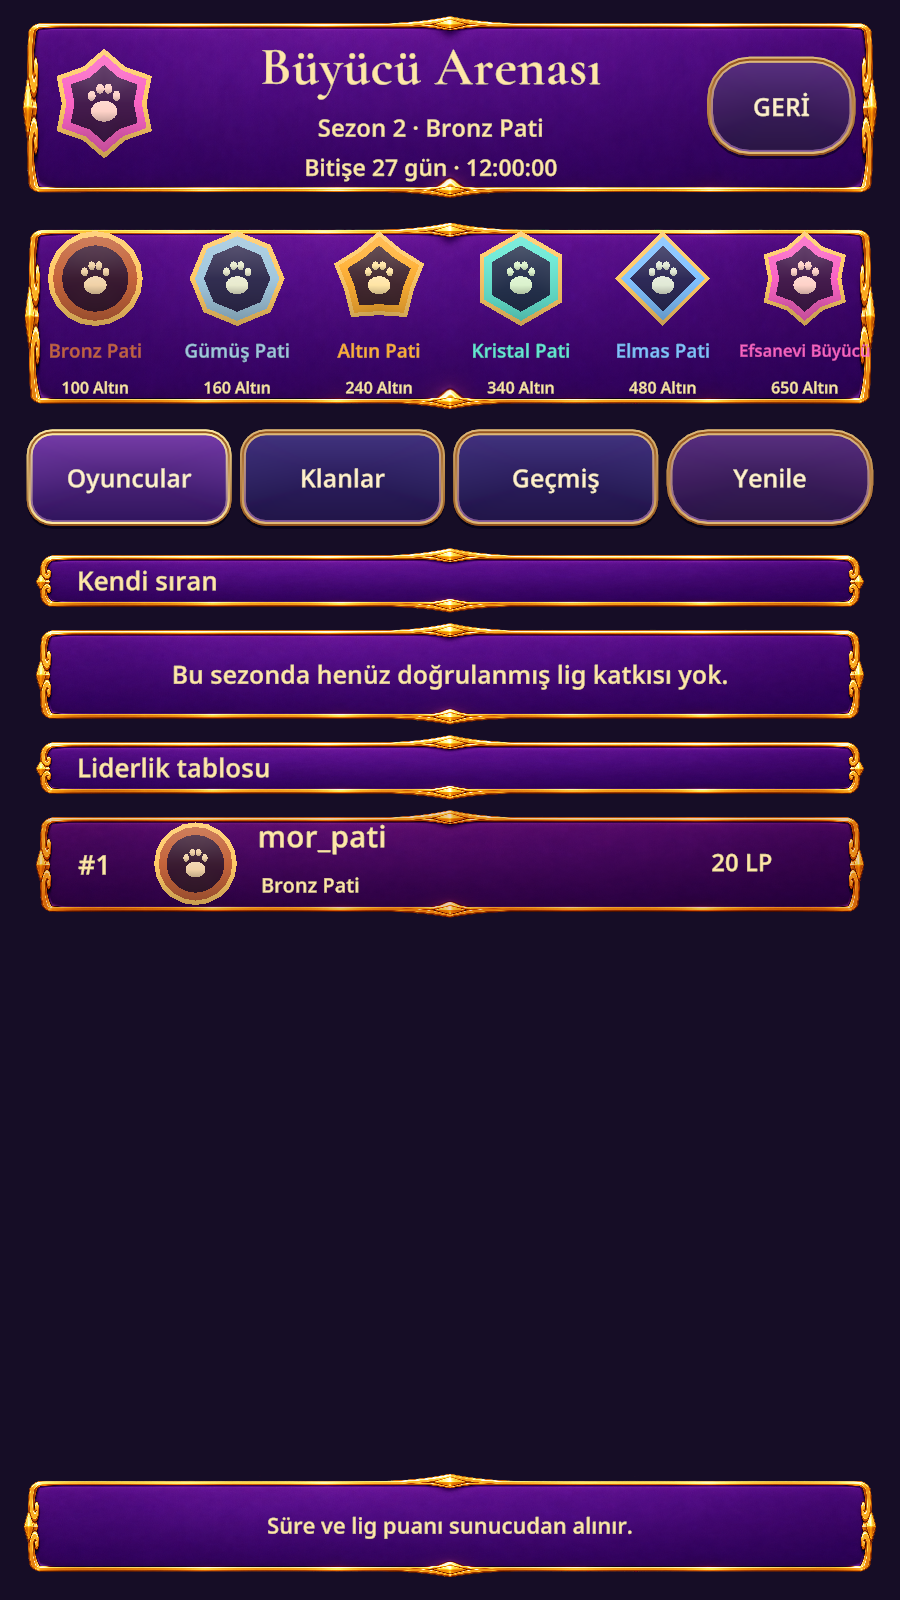 Büyücü Arenası
Sezon 2 · Bronz Pati
Bitişe 27 gün · 12:00:00
GERİ
Bronz Pati
Gümüş Pati
Altın Pati
Kristal Pati
Elmas Pati
Efsanevi Büyücü
100 Altın
160 Altın
240 Altın
340 Altın
480 Altın
650 Altın
Oyuncular
Klanlar
Geçmiş
Yenile
Kendi sıran
Bu sezonda henüz doğrulanmış lig katkısı yok.
Liderlik tablosu
#1
mor_pati
Bronz Pati
20 LP
Süre ve lig puanı sunucudan alınır.